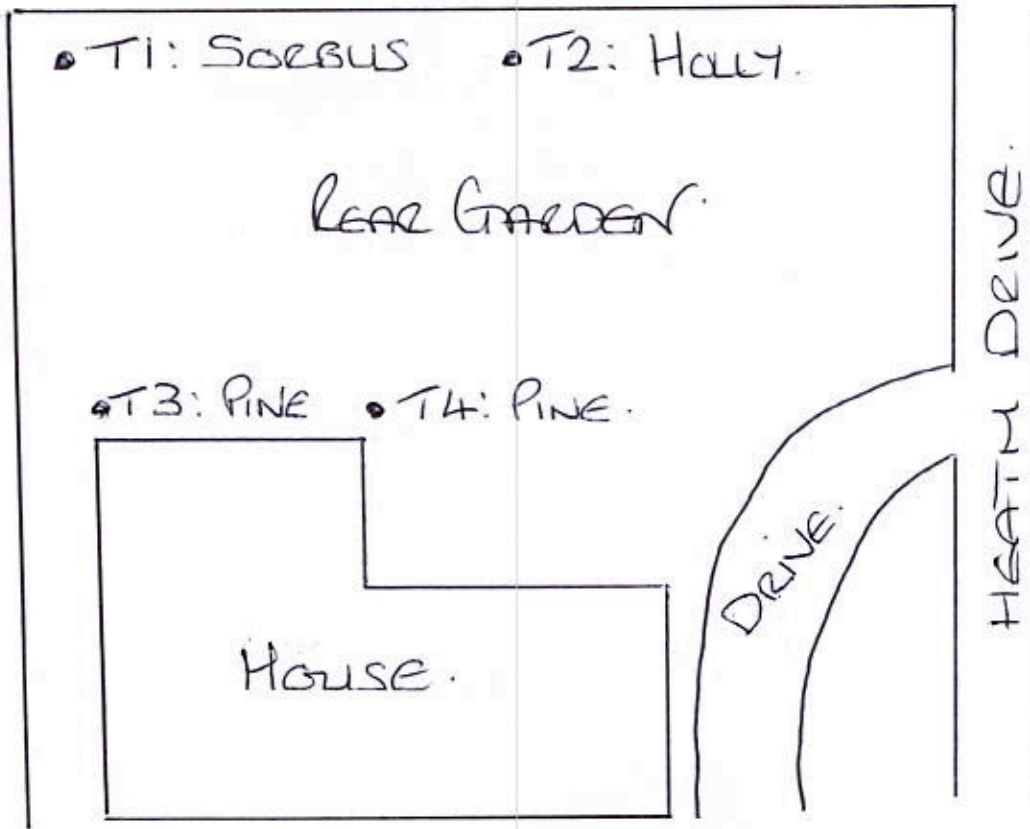 T1: SORBUS
T2: HOLLY.
REAR GARDEN.
HEATH DRIVE.
T3: PINE
T4: PINE.
DRIVE.
HOUSE.